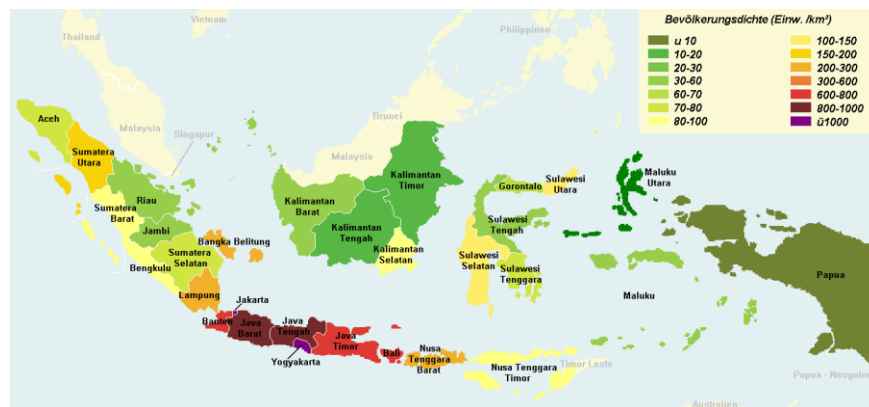 Bevölkerungsdichte (Einw. /km²)
u 10
10-20
20-30
30-60
60-70
70-80
80-100
100-150
150-200
200-300
300-600
600-800
800-1000
ü1000
Thailand
Vietnam
Philippinen
Malaysia
Singapur
Brunei
Malaysia
Aceh
Sumatera
Utara
Riau
Sumatera
Barat
Jambi
Bangka Belitung
Sumatera
Selatan
Bengkulu
Lampung
Kalimantan
Timor
Kalimantan
Barat
Kalimantan
Tengah
Kalimantan
Selatan
Gorontalo
Sulawesi
Utara
Sulawesi
Tengah
Sulawesi
Selatan
Sulawesi
Tenggara
Maluku
Utara
Maluku
Papua
Jakarta
Banten
Java
Barat
Java
Tengah
Yogyakarta
Java
Timor
Bali
Nusa
Tenggara
Barat
Nusa Tenggara
Timor
Timor Leste
Papua - Neuguine
Australien